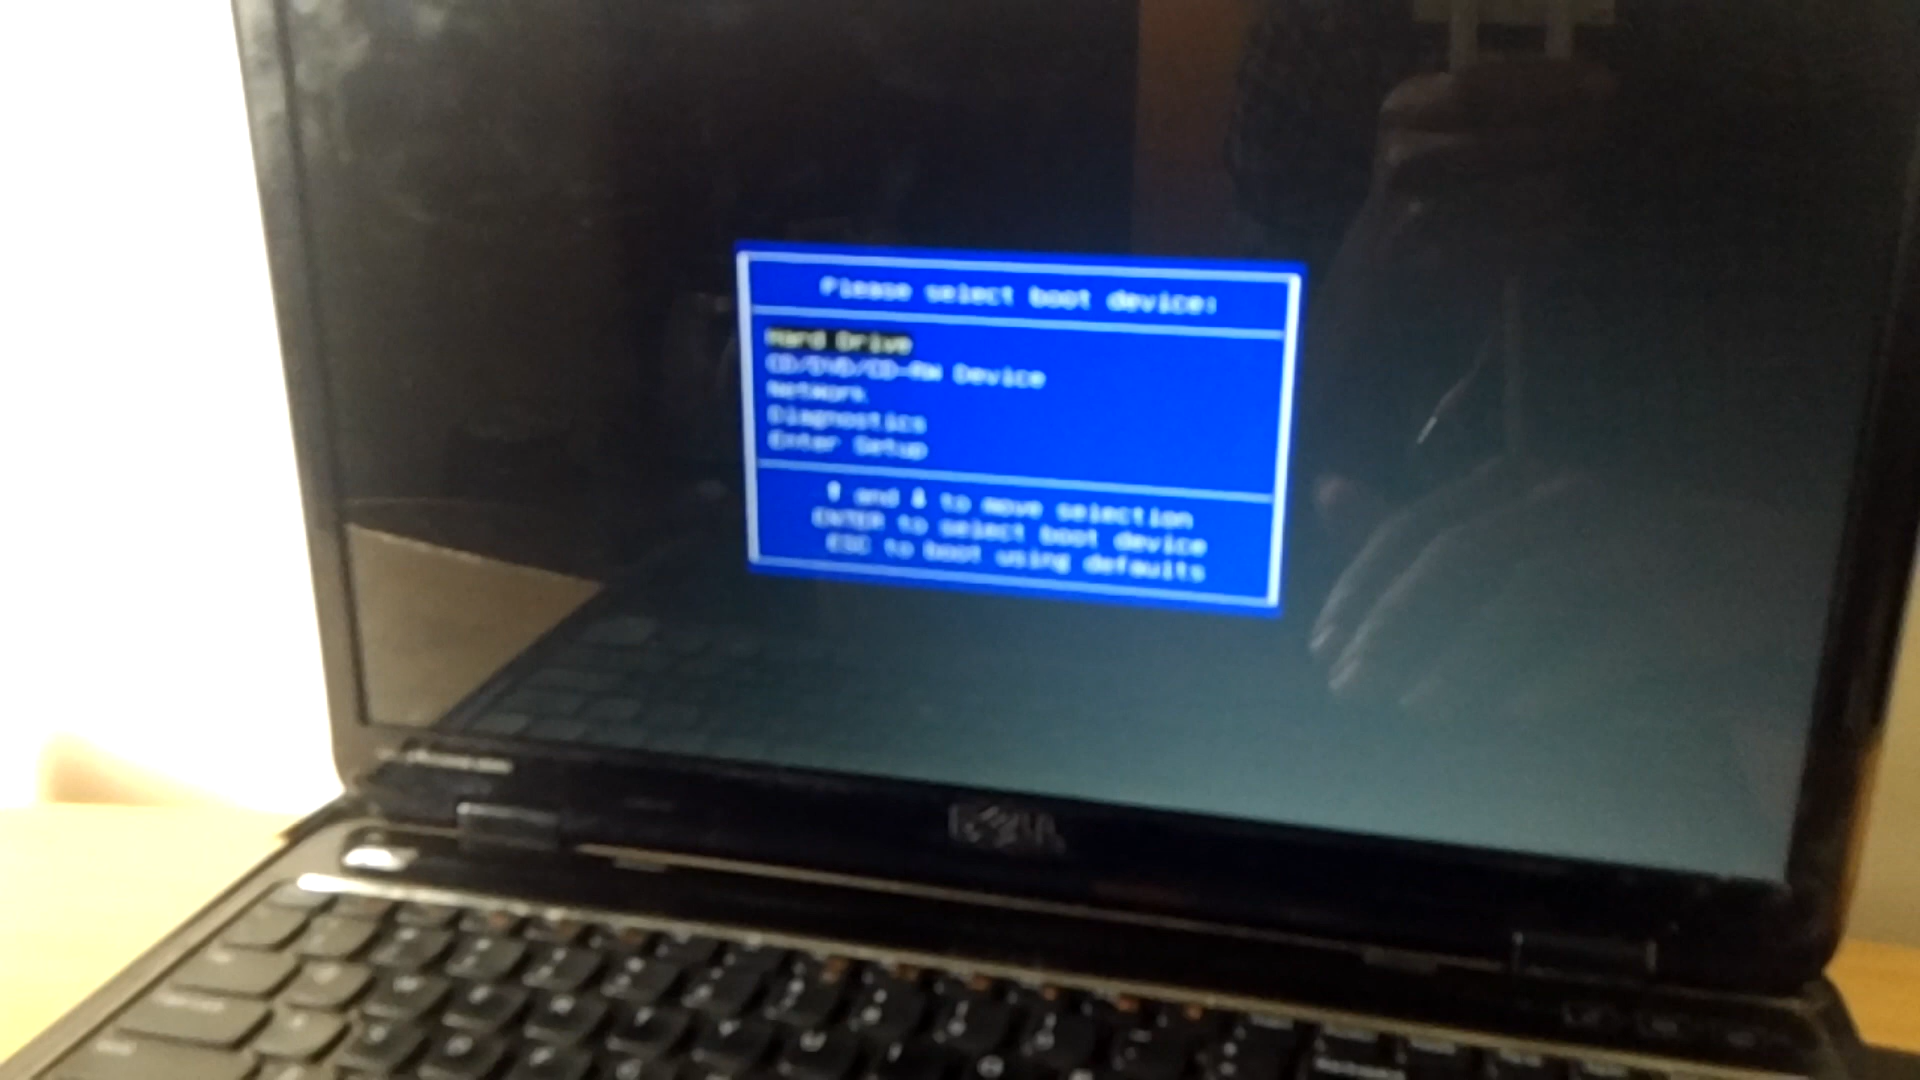 Please select boot device:
Hard Drive
CD/DVD/CD-RW Device
Network
Diagnostics
Enter Setup
↑ and ↓ to move selection
ENTER to select boot device
ESC to boot using defaults
DELL